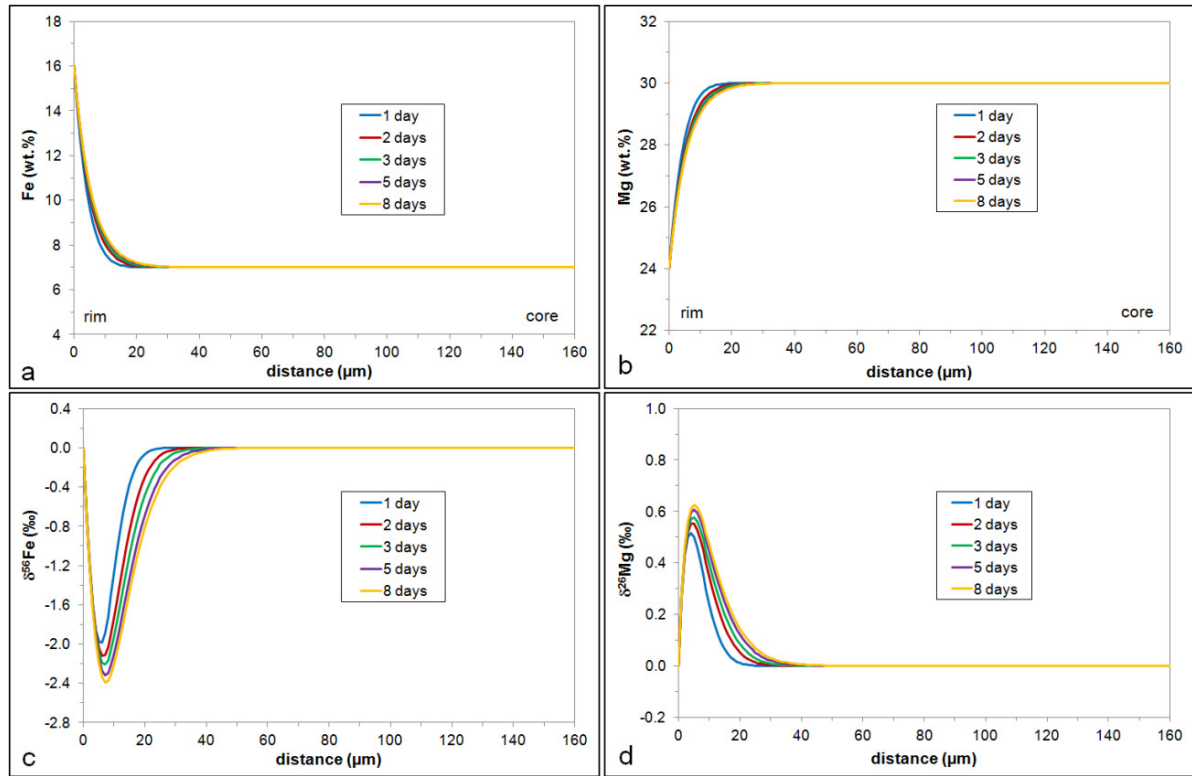 18
16
14
12
10
8
6
4
Fe (wt.%)
1 day
2 days
3 days
5 days
8 days
rim
core
0 20 40 60 80 100 120 140 160
distance (µm)
a
32
30
28
26
24
22
Mg (wt.%)
1 day
2 days
3 days
5 days
8 days
rim
core
0 20 40 60 80 100 120 140 160
distance (µm)
b
0.4
0.0
-0.4
-0.8
-1.2
-1.6
-2.0
-2.4
-2.8
δ⁵⁶Fe (‰)
1 day
2 days
3 days
5 days
8 days
0 20 40 60 80 100 120 140 160
distance (µm)
c
1.0
0.8
0.6
0.4
0.2
0.0
-0.2
δ²⁶Mg (‰)
1 day
2 days
3 days
5 days
8 days
0 20 40 60 80 100 120 140 160
distance (µm)
d